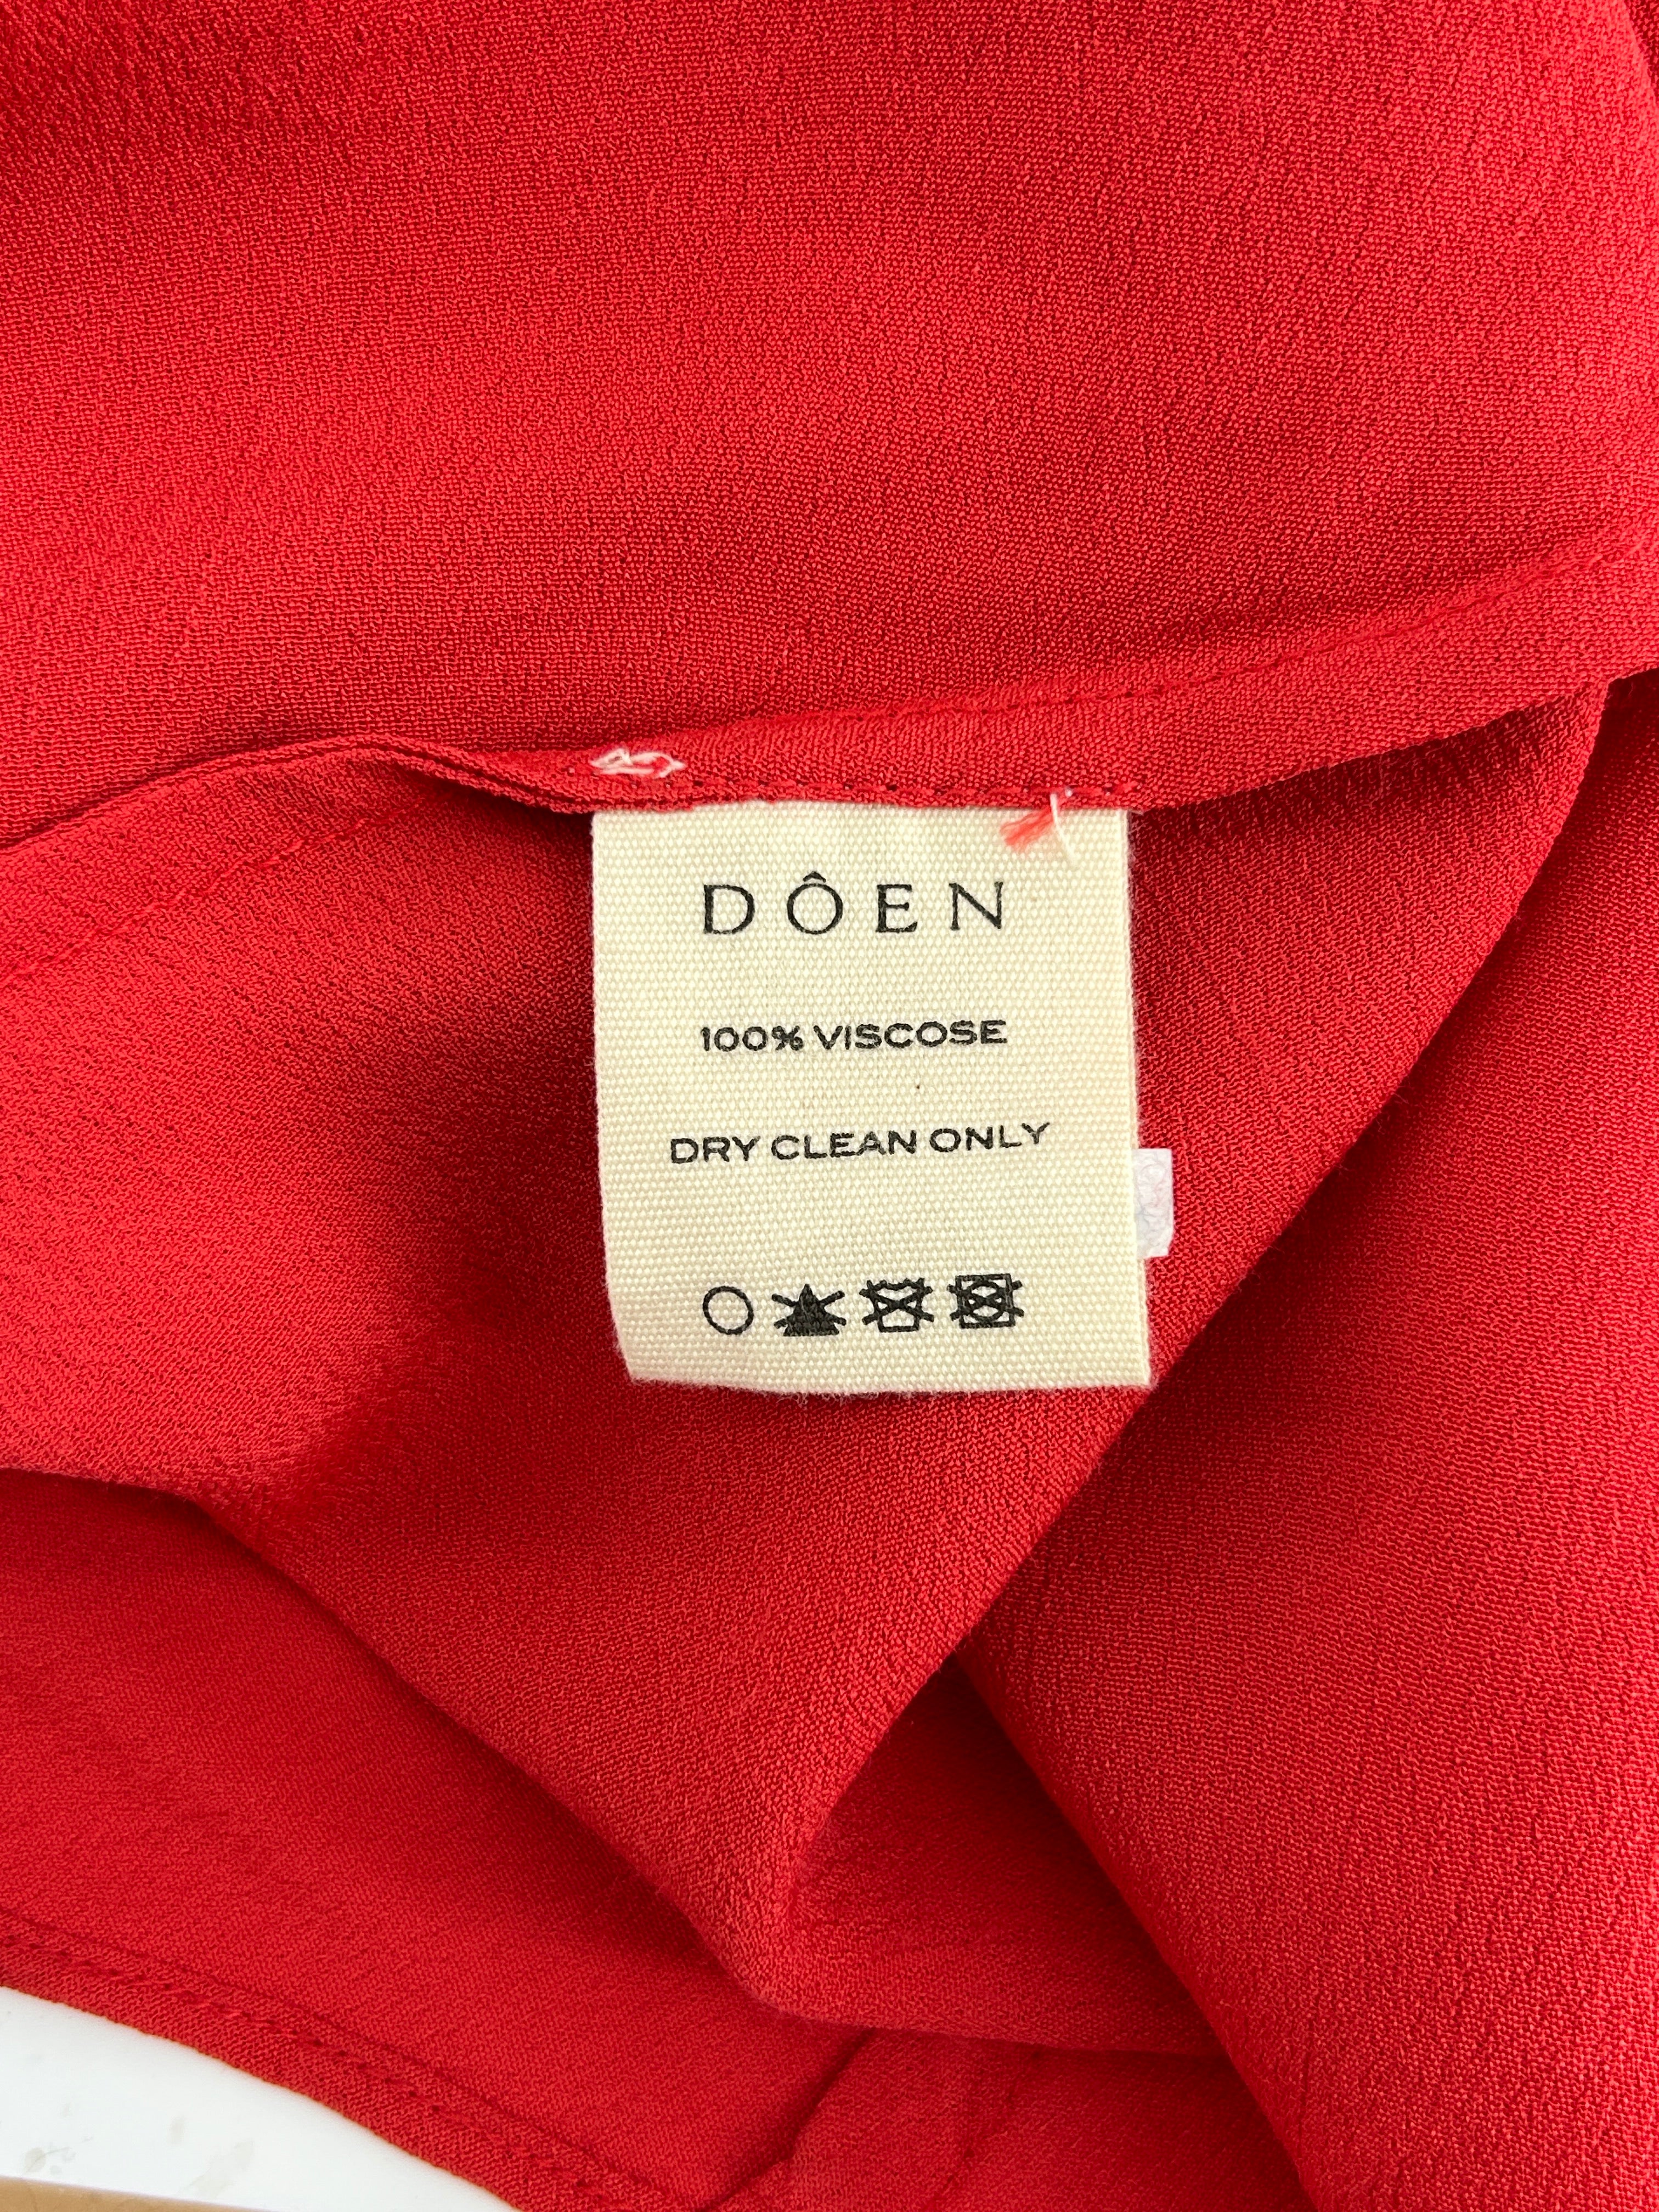 DÔEN
100% VISCOSE
DRY CLEAN ONLY